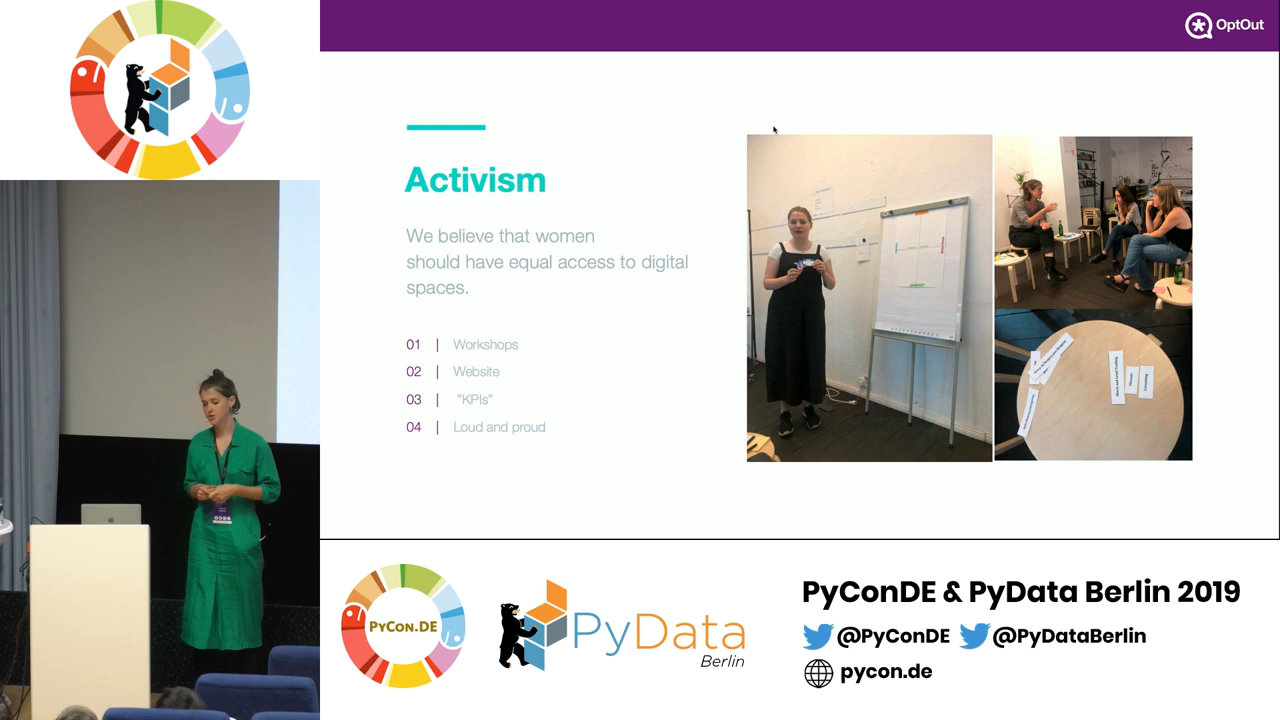 OptOut
Activism
We believe that women
should have equal access to digital
spaces.
01 | Workshops
02 | Website
03 | "KPIs"
04 | Loud and proud
PYCON.DE
PyData
Berlin
PyConDE & PyData Berlin 2019
@PyConDE @PyDataBerlin
pycon.de